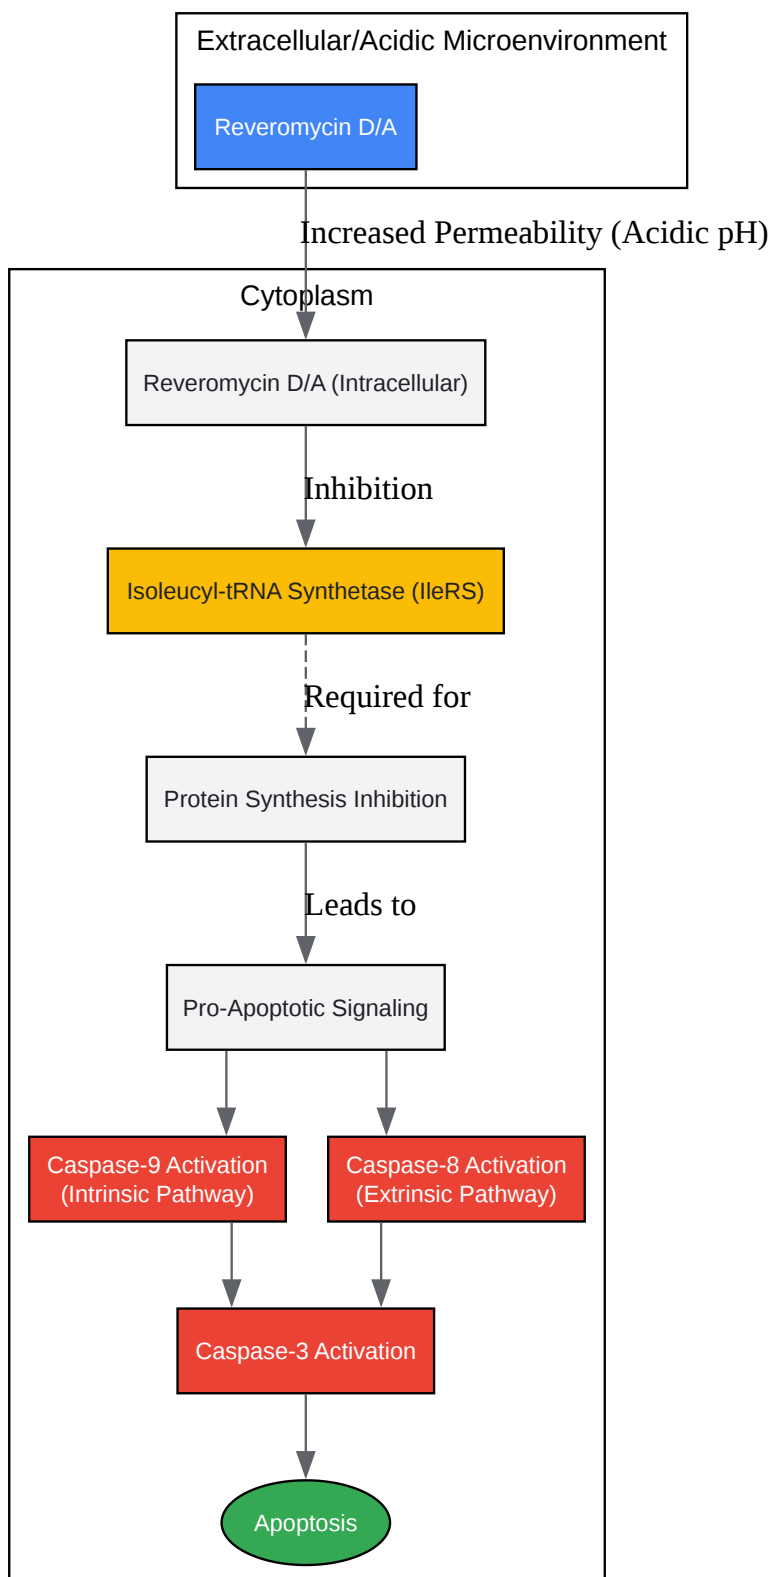 Extracellular/Acidic Microenvironment
Reveromycin D/A
Increased Permeability (Acidic pH)
Cytoplasm
Reveromycin D/A (Intracellular)
Inhibition
Isoleucyl-tRNA Synthetase (IleRS)
Required for
Protein Synthesis Inhibition
Leads to
Pro-Apoptotic Signaling
Caspase-9 Activation
(Intrinsic Pathway)
Caspase-8 Activation
(Extrinsic Pathway)
Caspase-3 Activation
Apoptosis